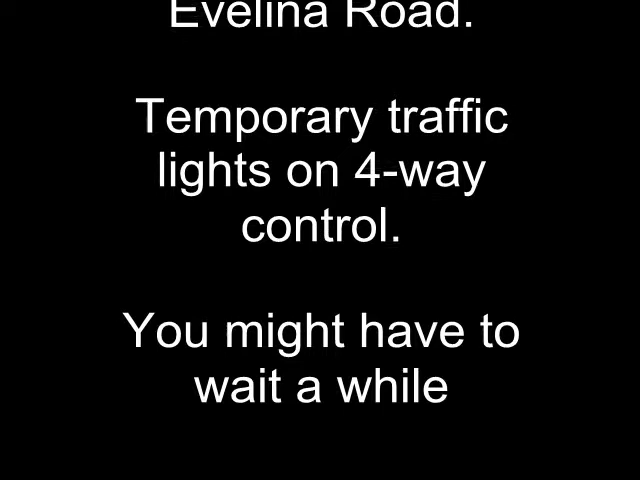 Evelina Road.
Temporary traffic
lights on 4-way
control.
You might have to
wait a while